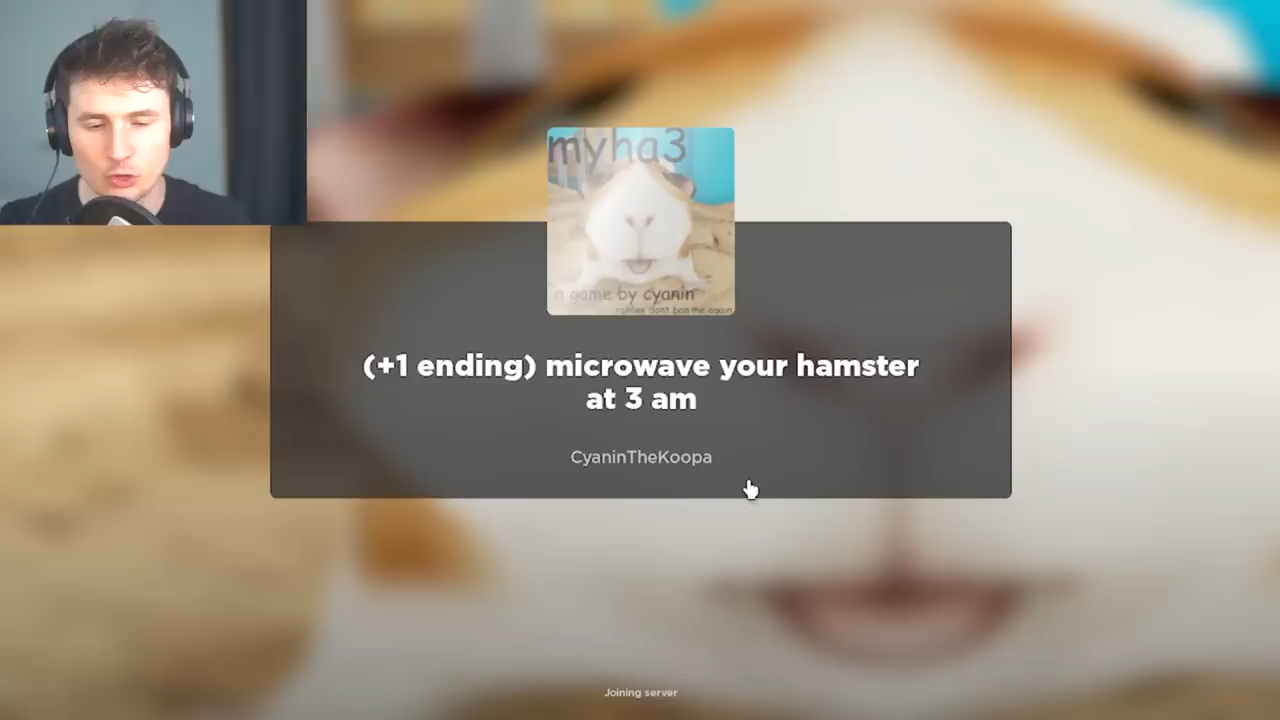 myha3
n game by cyanin
roblox dont ban me again
(+1 ending) microwave your hamster
at 3 am
CyaninTheKoopa
Joining server